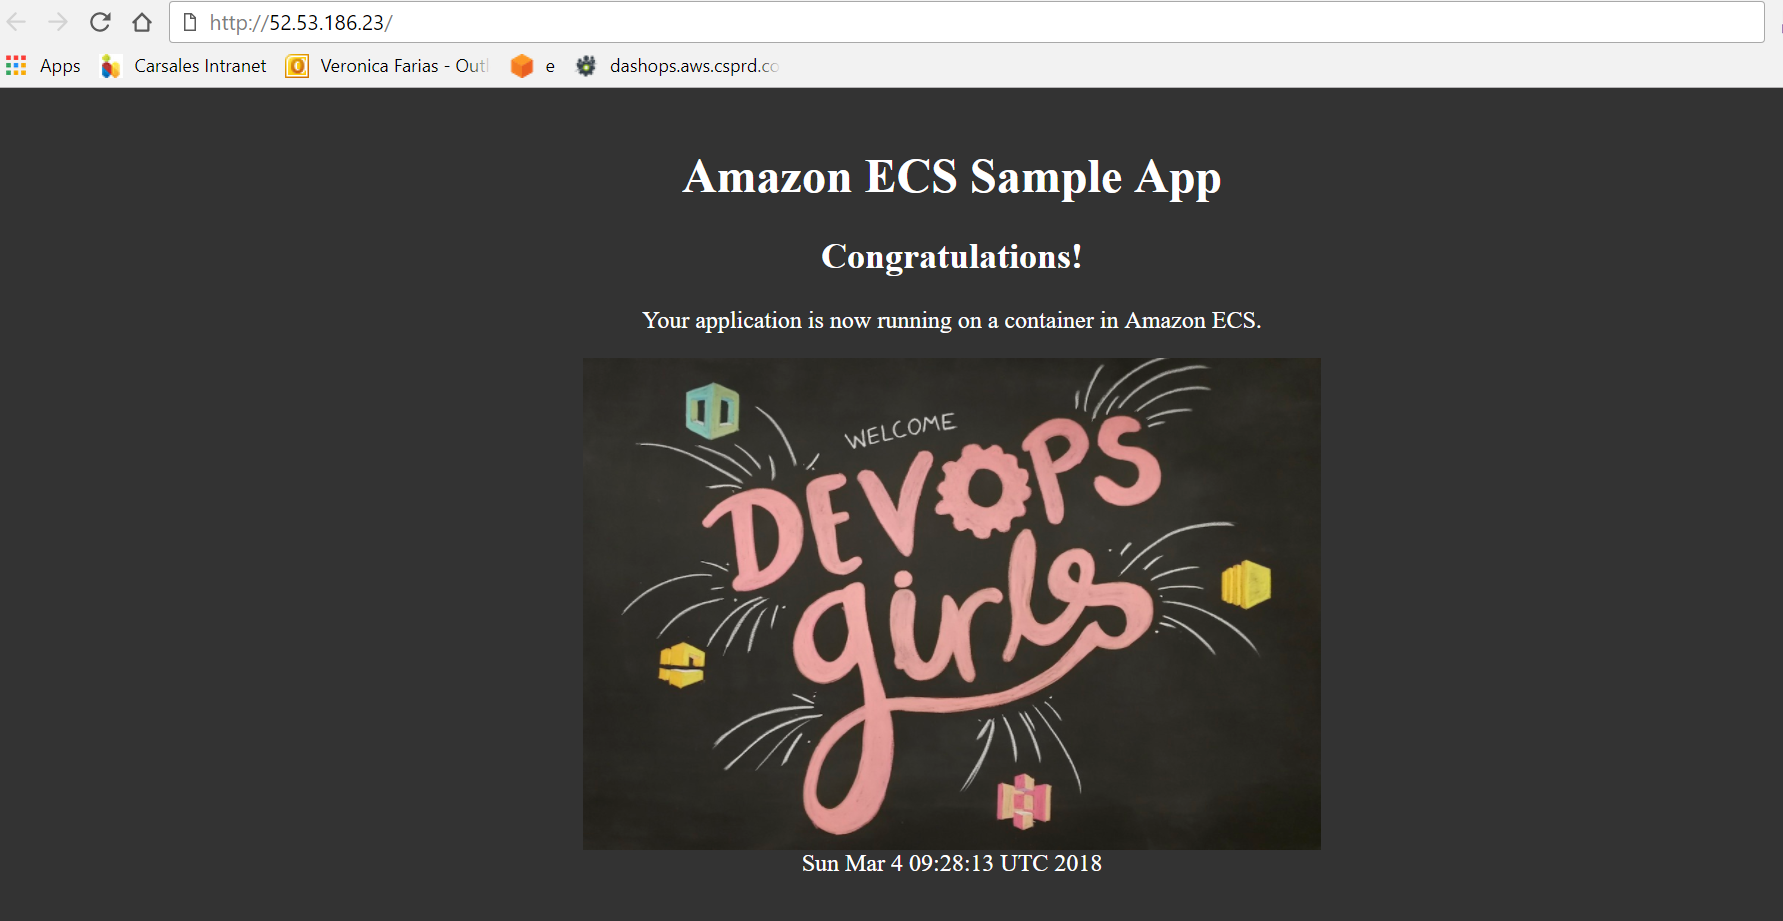 http://52.53.186.23/
Apps Carsales Intranet Veronica Farias - Outl e dashops.aws.csprd.co
Amazon ECS Sample App
Congratulations!
Your application is now running on a container in Amazon ECS.
WELCOME
DEVOPS
girls
Sun Mar 4 09:28:13 UTC 2018